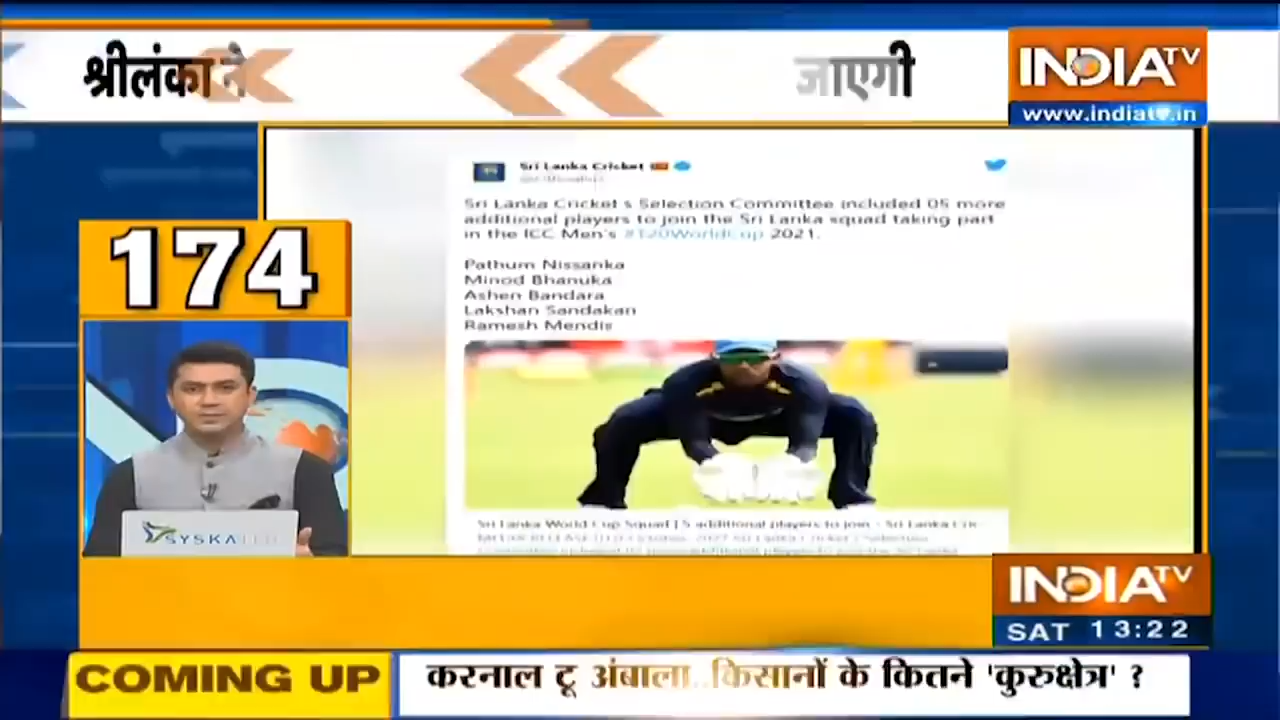 श्रीलंका ने
जाएगी
INDIA TV
www.indiatv.in
Sri Lanka Cricket
Sri Lanka Cricket's Selection Committee included 05 more
additional players to join the Sri Lanka squad taking part
in the ICC Men's #T20WorldCup 2021.
Pathum Nissanka
Minod Bhanuka
Ashen Bandara
Lakshan Sandakan
Ramesh Mendis
174
SYSKA LED
Sri Lanka World Cup Squad | 5 additional players to join - Sri Lanka Cric
INDIA TV
SAT 13:22
COMING UP
करनाल टू अंबाला..किसानों के कितने 'कुरुक्षेत्र' ?